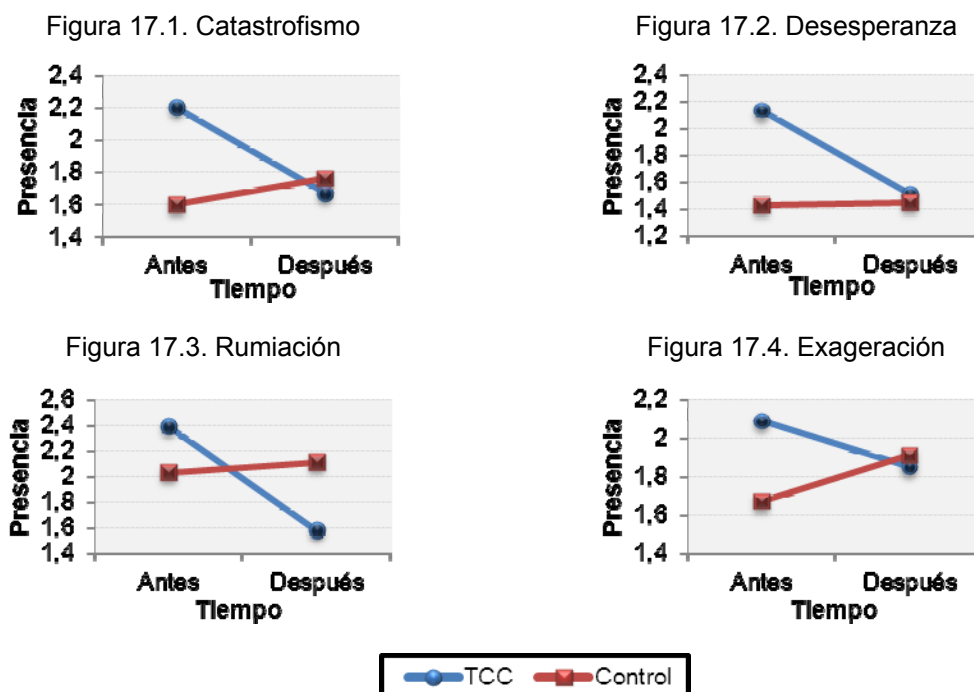 Figura 17.1. Catastrofismo
Presencia
2,4
2,2
2
1,8
1,6
1,4
Antes Después
Tiempo
Figura 17.2. Desesperanza
Presencia
2,4
2,2
2
1,8
1,6
1,4
1,2
Antes Después
Tiempo
Figura 17.3. Rumiación
Presencia
2,6
2,4
2,2
2
1,8
1,6
1,4
Antes Después
Tiempo
Figura 17.4. Exageración
Presencia
2,2
2
1,8
1,6
1,4
Antes Después
Tiempo
TCC Control